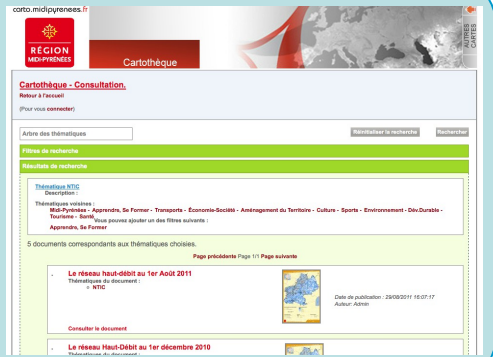 carto.midipyrenees.fr
RÉGION
MIDI-PYRÉNÉES
Cartothèque
AUTRES
CARTES
Cartothèque - Consultation.
Retour à l'accueil
(Pour vous connecter)
Arbre des thématiques
Réinitialiser la recherche
Rechercher
Filtres de recherche
Résultats de recherche
Thématique NTIC
Description :
Thématiques voisines :
Midi-Pyrénées - Apprendre, Se Former - Transports - Économie-Société - Aménagement du Territoire - Culture - Sports - Environnement - Dév.Durable -
Tourisme - Santé
Vous pouvez ajouter un des filtres suivants :
Apprendre, Se Former
5 documents correspondants aux thématiques choisies.
Page précédente Page 1/1 Page suivante
Le réseau haut-débit au 1er Août 2011
Thématiques du document :
NTIC
Date de publication : 29/08/2011 16:07:17
Auteur: Admin
Consulter le document
Le réseau Haut-Débit au 1er décembre 2010
Thématiques du document :